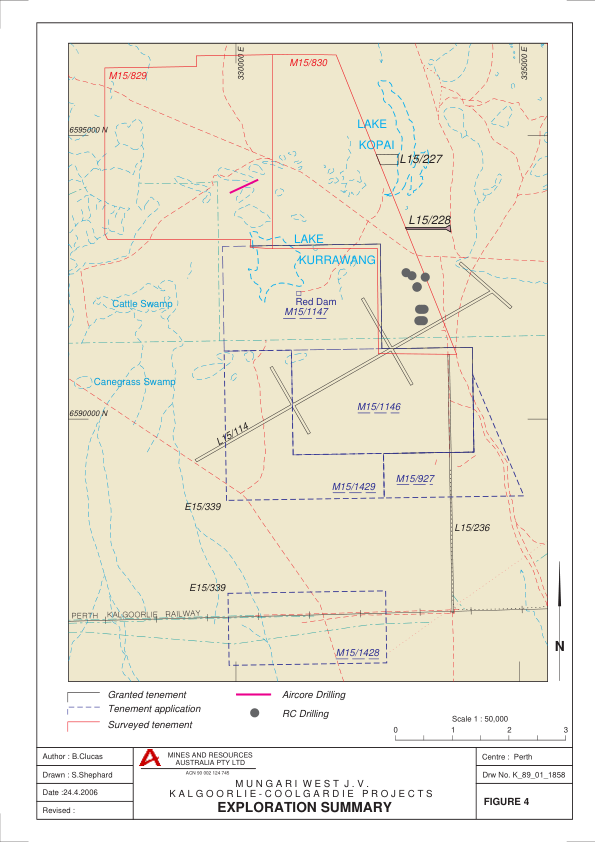 330000 E
335000 E
M15/829
M15/830
6595000 N
LAKE
KOPAI
L15/227
L15/228
LAKE
KURRAWANG
Red Dam
M15/1147
Cattle Swamp
Canegrass Swamp
6590000 N
M15/1146
L15/114
M15/1429
M15/927
E15/339
L15/236
E15/339
PERTH KALGOORLIE RAILWAY
M15/1428
N
Granted tenement
Tenement application
Surveyed tenement
Aircore Drilling
RC Drilling
Scale 1 : 50,000
0 1 2 3
Author : B.Clucas
Drawn : S.Shephard
Date :24.4.2006
Revised :
MINES AND RESOURCES
AUSTRALIA PTY LTD
ACN 90 002 124 745
MUNGARI WEST J.V.
KALGOORLIE-COOLGARDIE PROJECTS
EXPLORATION SUMMARY
Centre : Perth
Drw No. K_89_01_1858
FIGURE 4